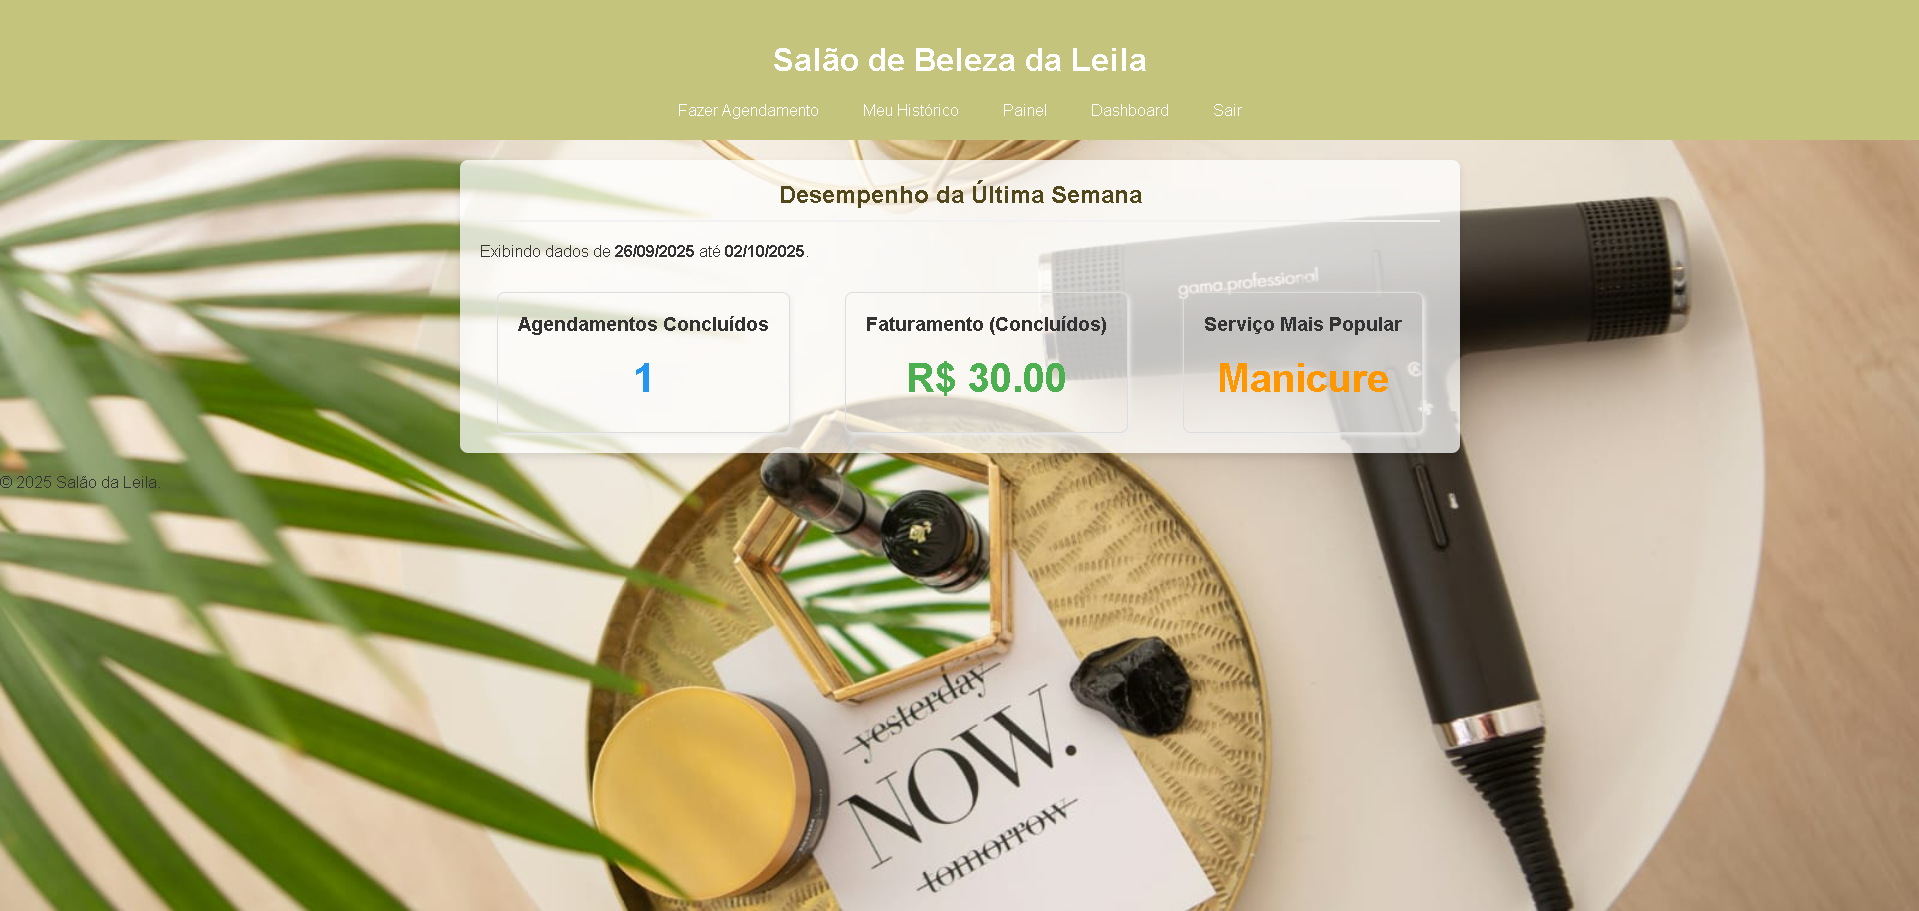 Salão de Beleza da Leila
Fazer Agendamento Meu Histórico Painel Dashboard Sair
Desempenho da Última Semana
Exibindo dados de 26/09/2025 até 02/10/2025.
gama.professional
Agendamentos Concluídos
1
Faturamento (Concluídos)
R$ 30.00
Serviço Mais Popular
Manicure
© 2025 Salão da Leila.
yesterday
NOW.
tomorrow